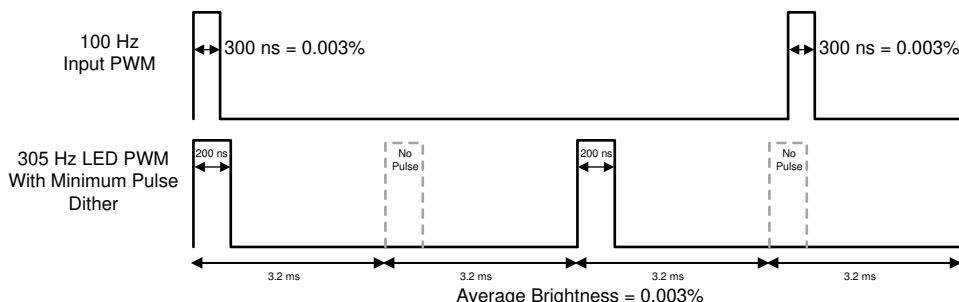 100 Hz
Input PWM
300 ns = 0.003%
300 ns = 0.003%
305 Hz LED PWM
With Minimum Pulse
Dither
200 ns
No
Pulse
200 ns
No
Pulse
3.2 ms
3.2 ms
3.2 ms
3.2 ms
Average Brightness = 0.003%